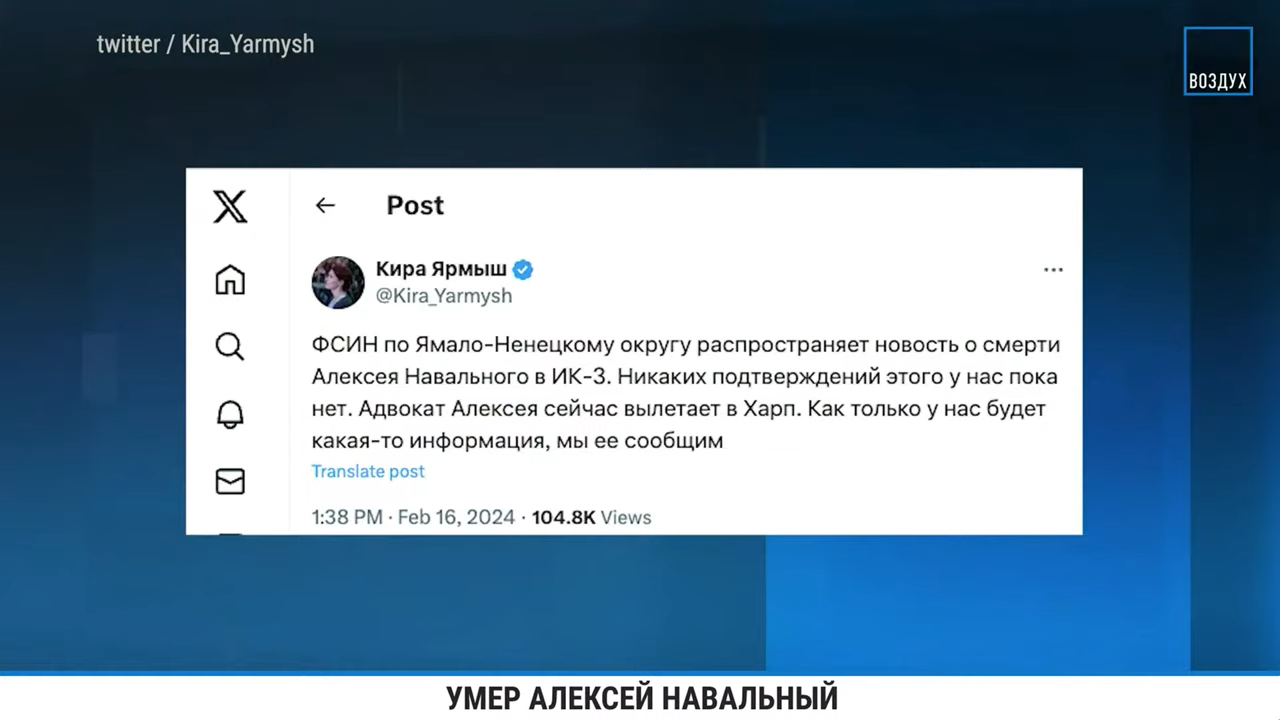 twitter / Kira_Yarmysh
ВОЗДУХ
Post
Кира Ярмыш
@Kira_Yarmysh
ФСИН по Ямало-Ненецкому округу распространяет новость о смерти
Алексея Навального в ИК-3. Никаких подтверждений этого у нас пока
нет. Адвокат Алексея сейчас вылетает в Харп. Как только у нас будет
какая-то информация, мы ее сообщим
Translate post
1:38 PM · Feb 16, 2024 · 104.8K Views
УМЕР АЛЕКСЕЙ НАВАЛЬНЫЙ